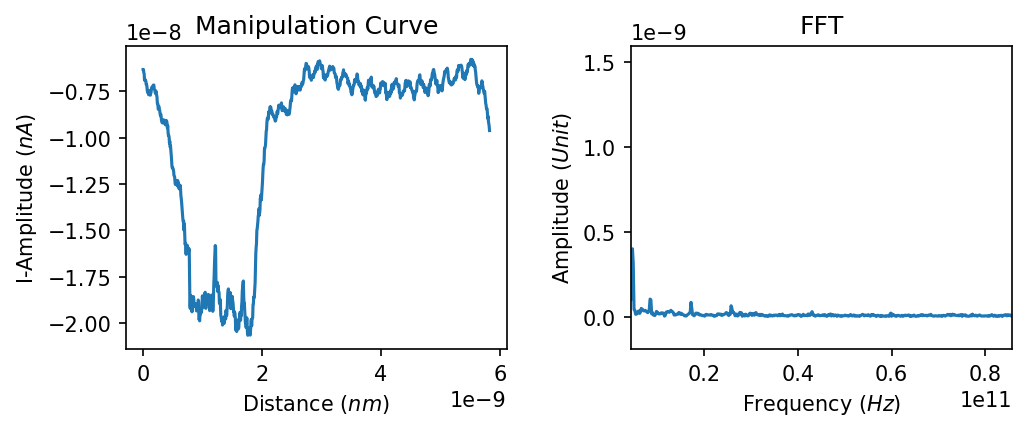 Manipulation Curve
1e−8
−0.75
−1.00
−1.25
−1.50
−1.75
−2.00
I-Amplitude (nA)
0 2 4 6
1e−9
Distance (nm)
FFT
1e−9
1.5
1.0
0.5
0.0
Amplitude (Unit)
0.2 0.4 0.6 0.8
1e11
Frequency (Hz)